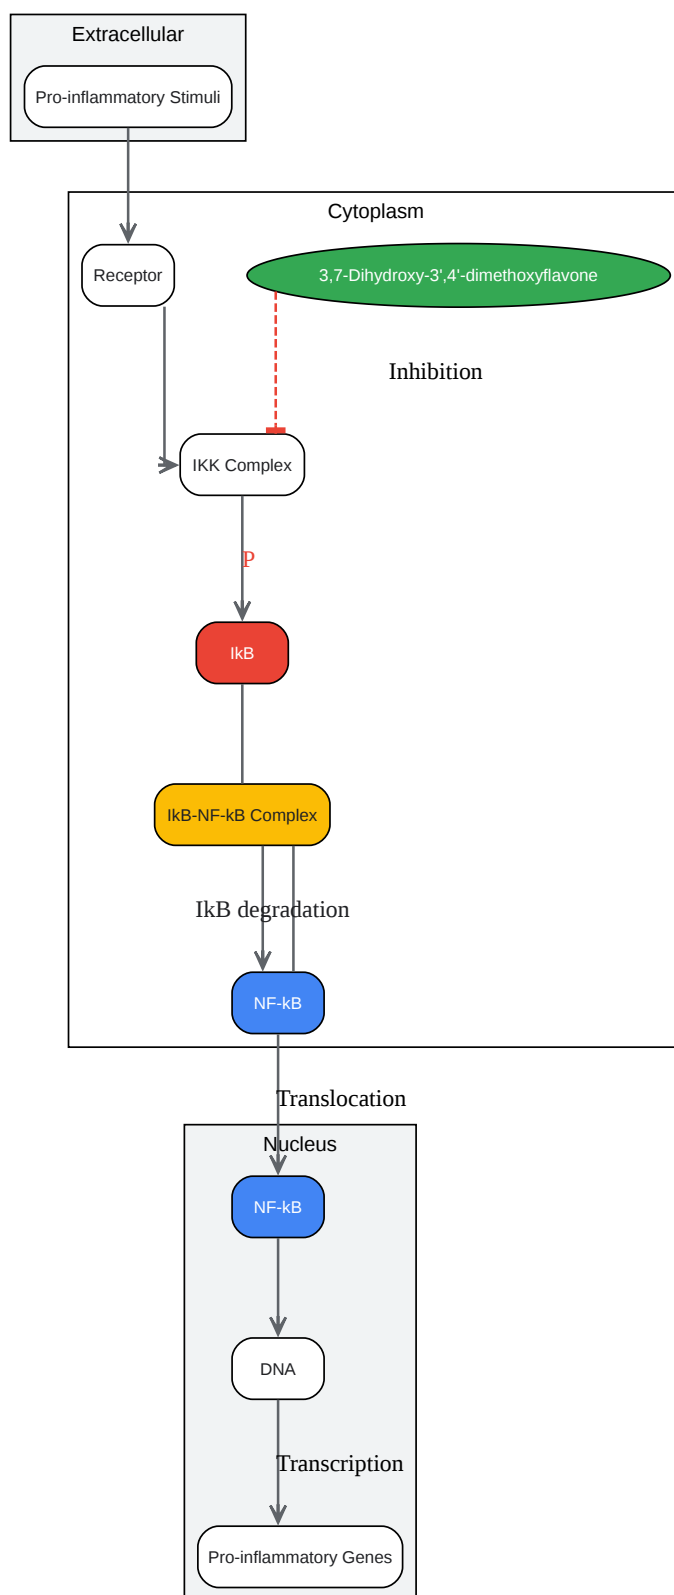 Extracellular
Pro-inflammatory Stimuli
Cytoplasm
Receptor
3,7-Dihydroxy-3',4'-dimethoxyflavone
Inhibition
IKK Complex
P
IkB
IkB-NF-kB Complex
IkB degradation
NF-kB
Translocation
Nucleus
NF-kB
DNA
Transcription
Pro-inflammatory Genes